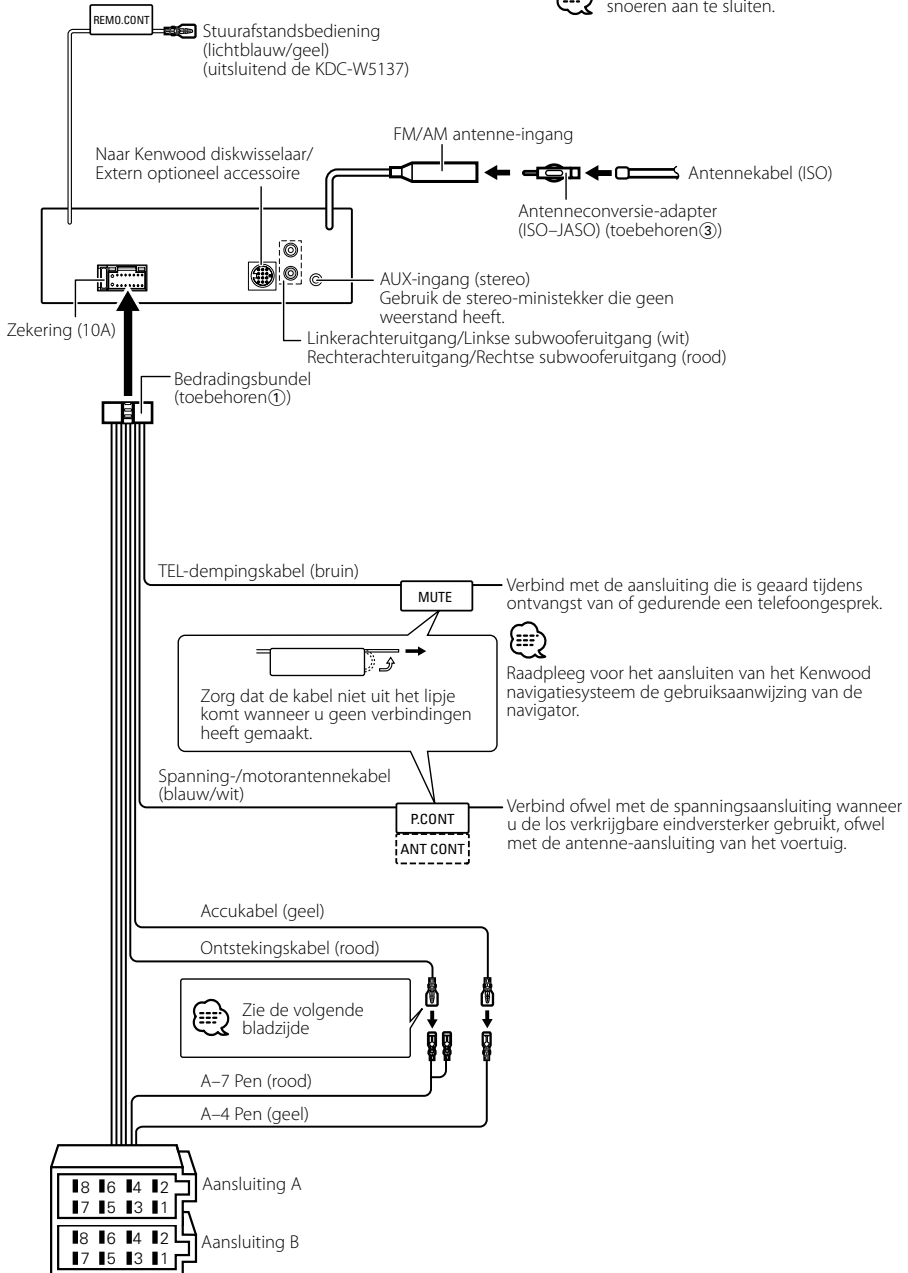 snoeren aan te sluiten.
REMO.CONT
Stuurafstandsbediening
(lichtblauw/geel)
(uitsluitend de KDC-W5137)
FM/AM antenne-ingang
Naar Kenwood diskwisselaar/
Extern optioneel accessoire
Antennekabel (ISO)
Antenneconversie-adapter
(ISO–JASO) (toebehoren③)
AUX-ingang (stereo)
Gebruik de stereo-ministekker die geen
weerstand heeft.
Zekering (10A)
Linkerachteruitgang/Linkse subwooferuitgang (wit)
Rechterachteruitgang/Rechtse subwooferuitgang (rood)
Bedradingsbundel
(toebehoren①)
TEL-dempingskabel (bruin)
MUTE
Verbind met de aansluiting die is geaard tijdens
ontvangst van of gedurende een telefoongesprek.
Raadpleeg voor het aansluiten van het Kenwood
navigatiesysteem de gebruiksaanwijzing van de
navigator.
Zorg dat de kabel niet uit het lipje
komt wanneer u geen verbindingen
heeft gemaakt.
Spanning-/motorantennekabel
(blauw/wit)
P.CONT
ANT CONT
Verbind ofwel met de spanningsaansluiting wanneer
u de los verkrijgbare eindversterker gebruikt, ofwel
met de antenne-aansluiting van het voertuig.
Accukabel (geel)
Ontstekingskabel (rood)
Zie de volgende
bladzijde
A–7 Pen (rood)
A–4 Pen (geel)
8 6 4 2
7 5 3 1
Aansluiting A
8 6 4 2
7 5 3 1
Aansluiting B